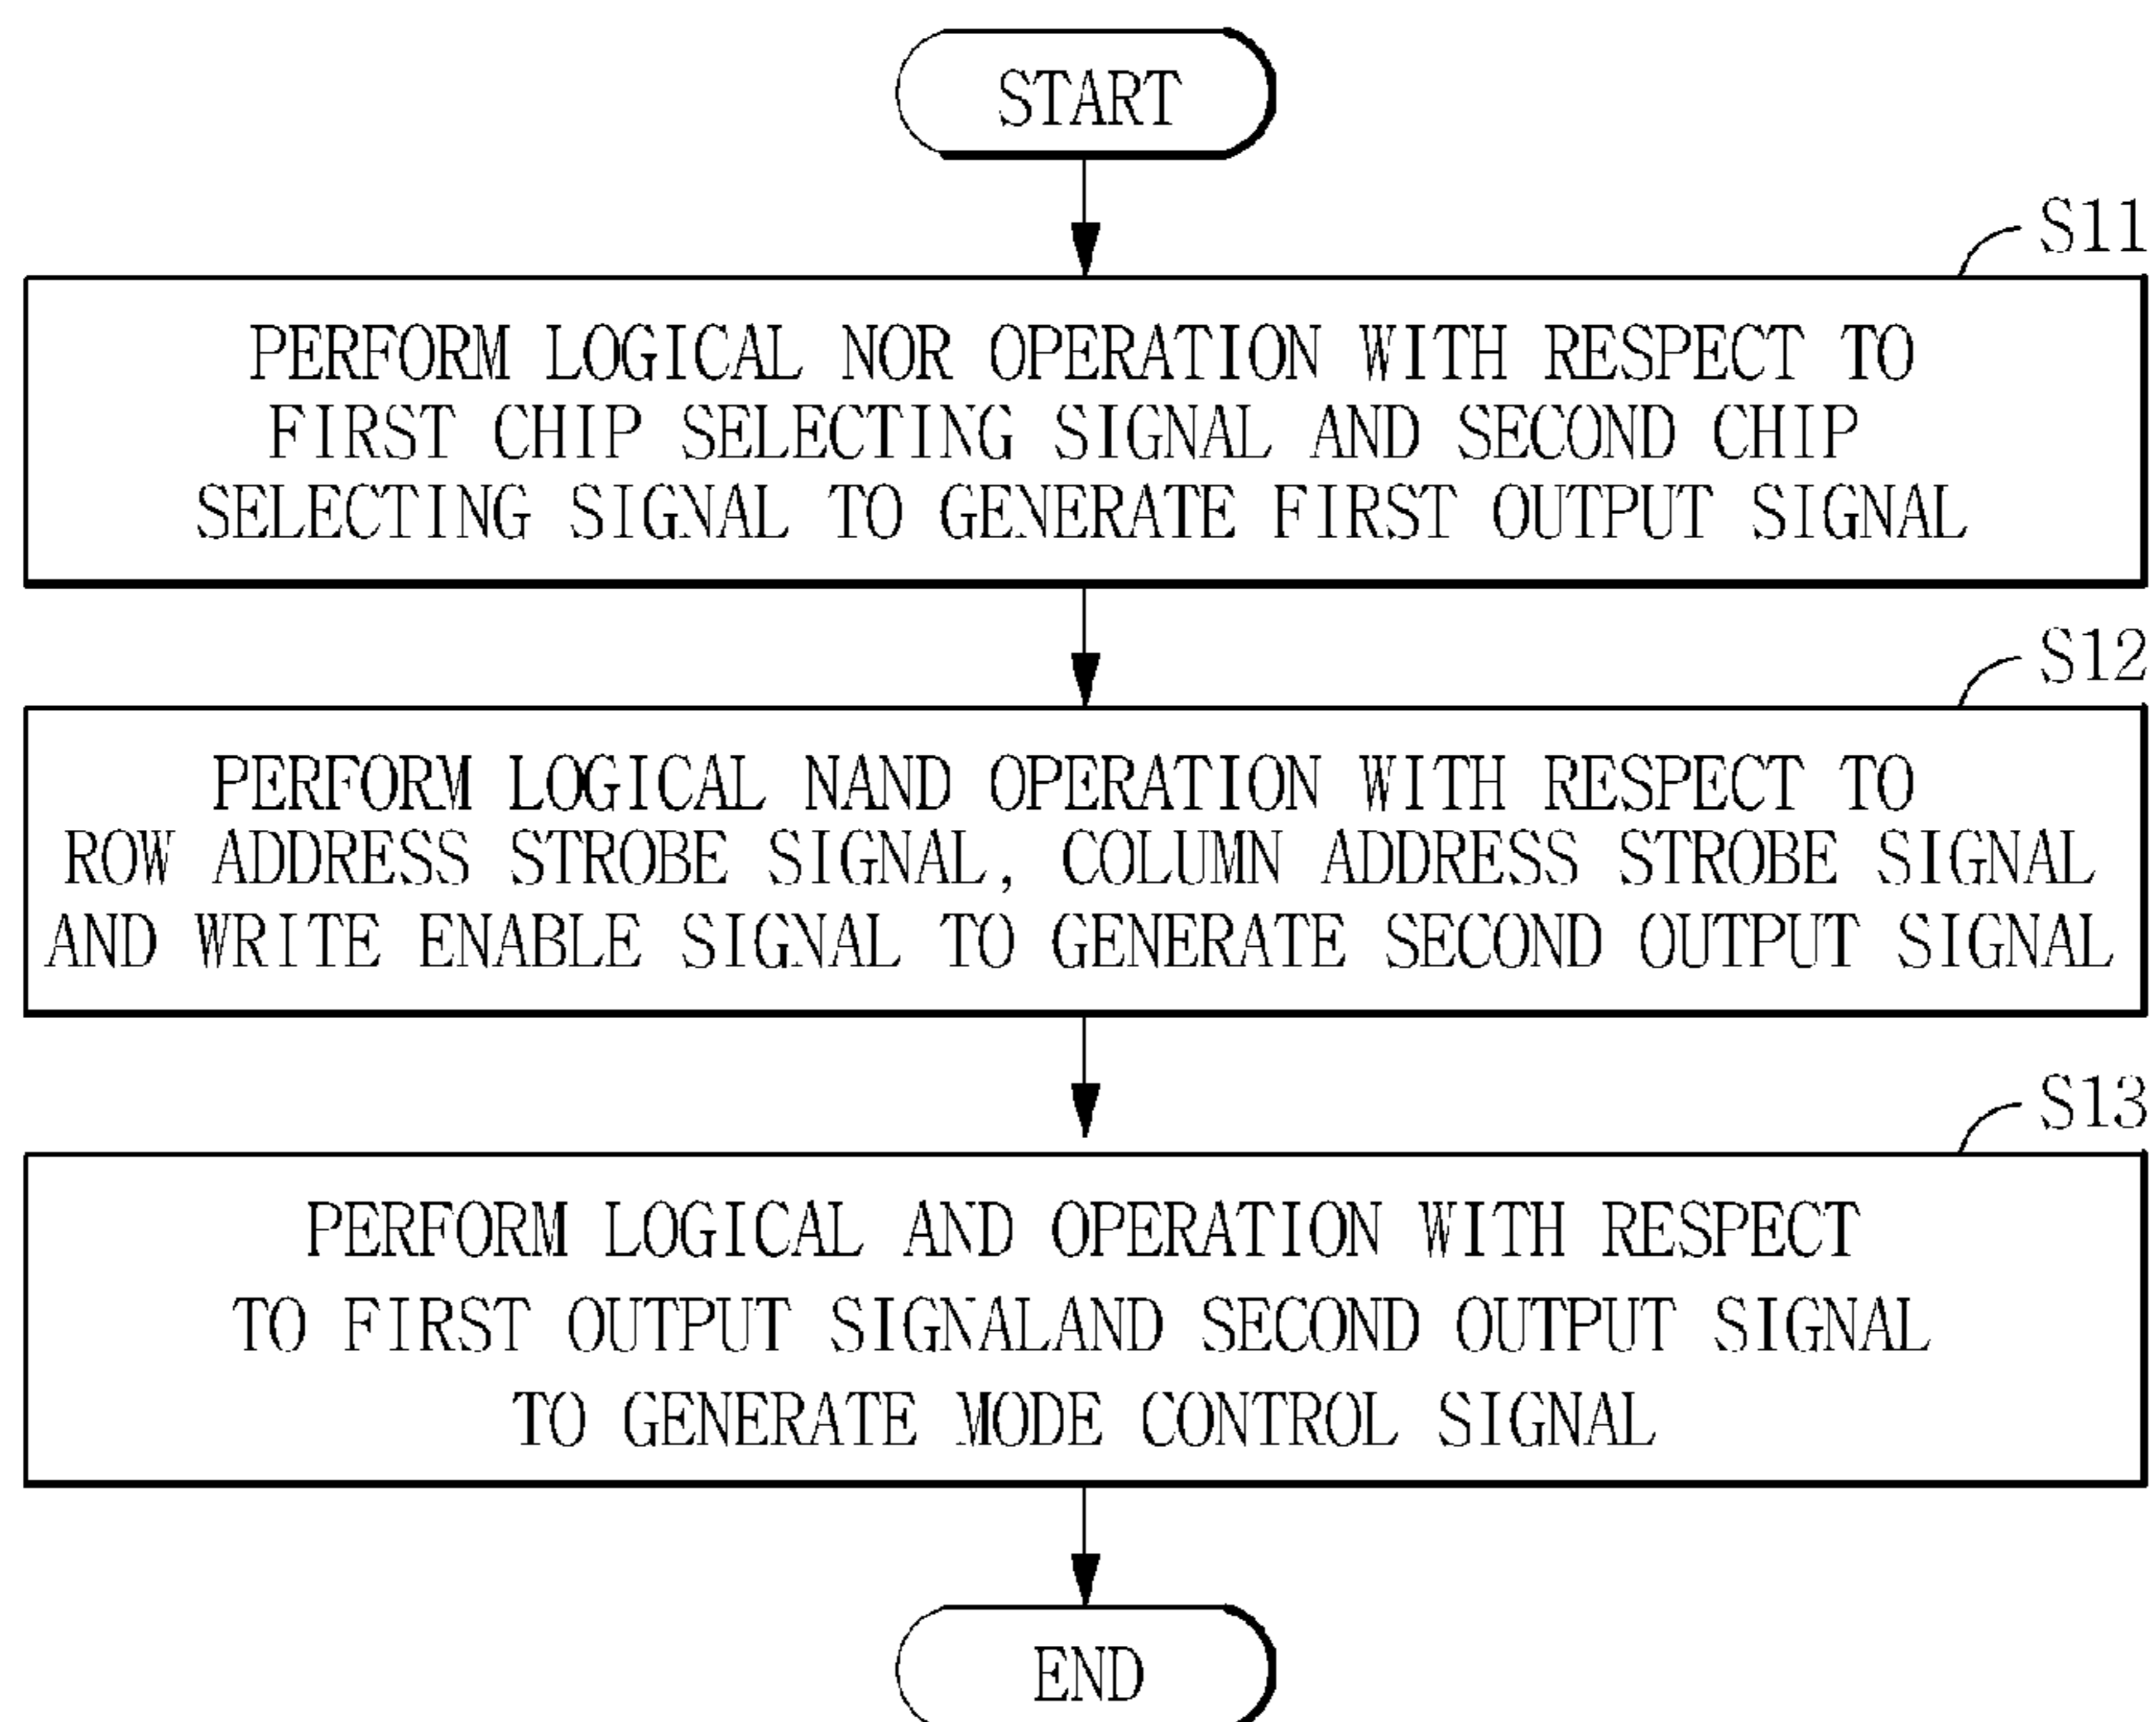 START
S11
PERFORM LOGICAL NOR OPERATION WITH RESPECT TO
FIRST CHIP SELECTING SIGNAL AND SECOND CHIP
SELECTING SIGNAL TO GENERATE FIRST OUTPUT SIGNAL
S12
PERFORM LOGICAL NAND OPERATION WITH RESPECT TO
ROW ADDRESS STROBE SIGNAL, COLUMN ADDRESS STROBE SIGNAL
AND WRITE ENABLE SIGNAL TO GENERATE SECOND OUTPUT SIGNAL
S13
PERFORM LOGICAL AND OPERATION WITH RESPECT
TO FIRST OUTPUT SIGNALAND SECOND OUTPUT SIGNAL
TO GENERATE MODE CONTROL SIGNAL
END